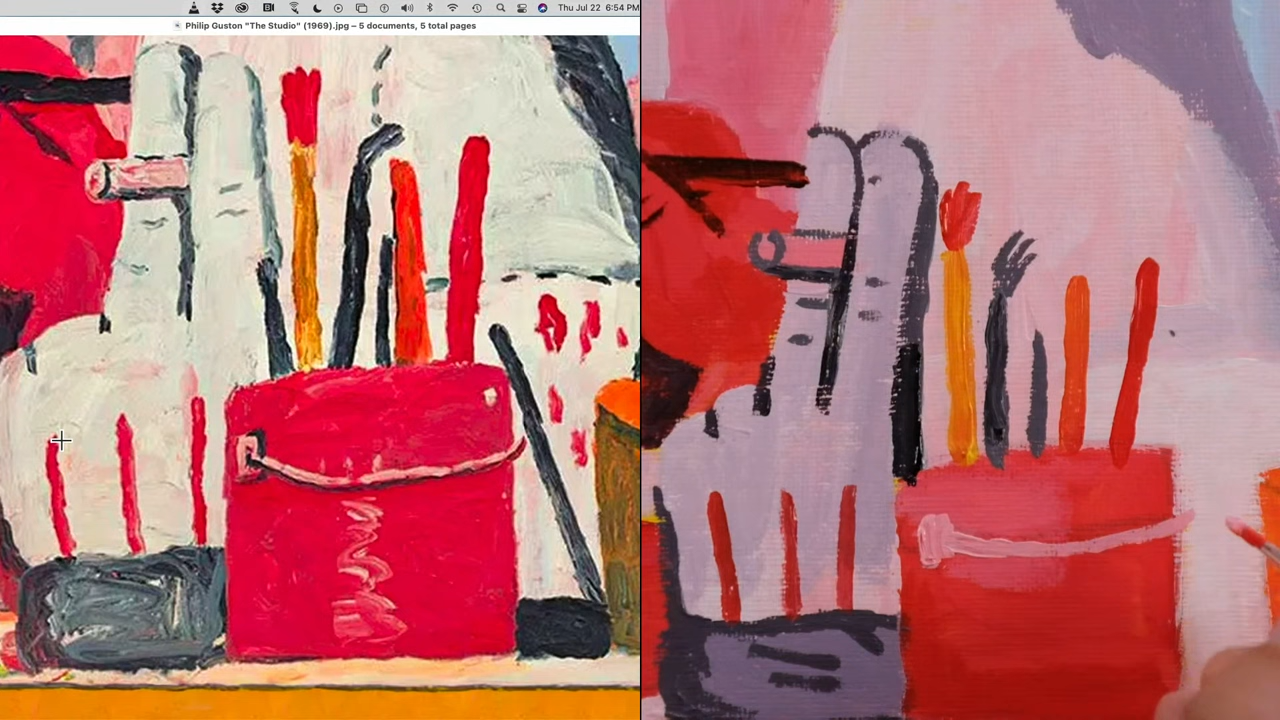 Thu Jul 22 6:54 PM
Philip Guston "The Studio" (1969).jpg – 5 documents, 5 total pages